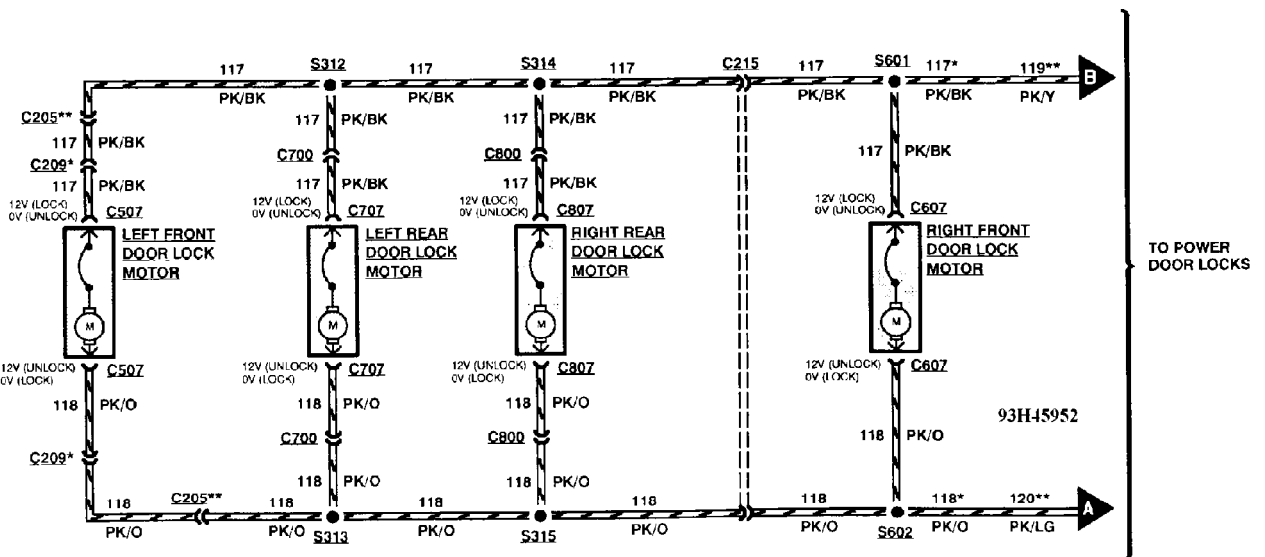 117 S312 117 S314 117 C215 117 S601 117* 119** B
PK/BK PK/BK PK/BK PK/BK PK/BK PK/Y
C205**
117 PK/BK 117 PK/BK 117 PK/BK
C209* C700 C800 117 PK/BK
117 PK/BK 117 PK/BK 117 PK/BK
12V (LOCK) 12V (LOCK) 12V (LOCK) 12V (LOCK)
0V (UNLOCK) C507 0V (UNLOCK) C707 0V (UNLOCK) C807 0V (UNLOCK) C607
LEFT FRONT LEFT REAR RIGHT REAR RIGHT FRONT
DOOR LOCK DOOR LOCK DOOR LOCK DOOR LOCK
MOTOR MOTOR MOTOR MOTOR
TO POWER
DOOR LOCKS
M M M M
12V (UNLOCK) 12V (UNLOCK) 12V (UNLOCK) 12V (UNLOCK)
0V (LOCK) C507 0V (LOCK) C707 0V (LOCK) C807 0V (LOCK) C607
118 PK/O 118 PK/O 118 PK/O
93H45952
C209* C700 C800 118 PK/O
118 PK/O 118 PK/O
118 C205** 118 118 118 118 118* 120** A
PK/O PK/O PK/O PK/O PK/O PK/O PK/LG
S313 S315 S602